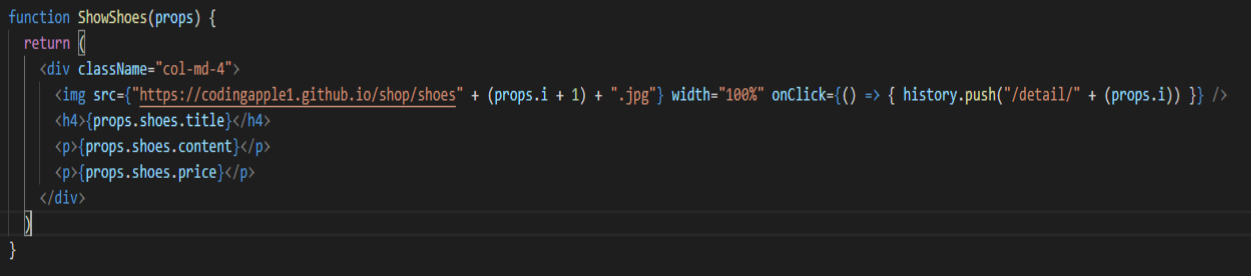 function ShowShoes(props) {
return (
<div className="col-md-4">
<img src={"https://codingapple1.github.io/shop/shoes" + (props.i + 1) + ".jpg"} width="100%" onClick={() => { history.push("/detail/" + (props.i)) }} />
<h4>{props.shoes.title}</h4>
<p>{props.shoes.content}</p>
<p>{props.shoes.price}</p>
</div>
)
}